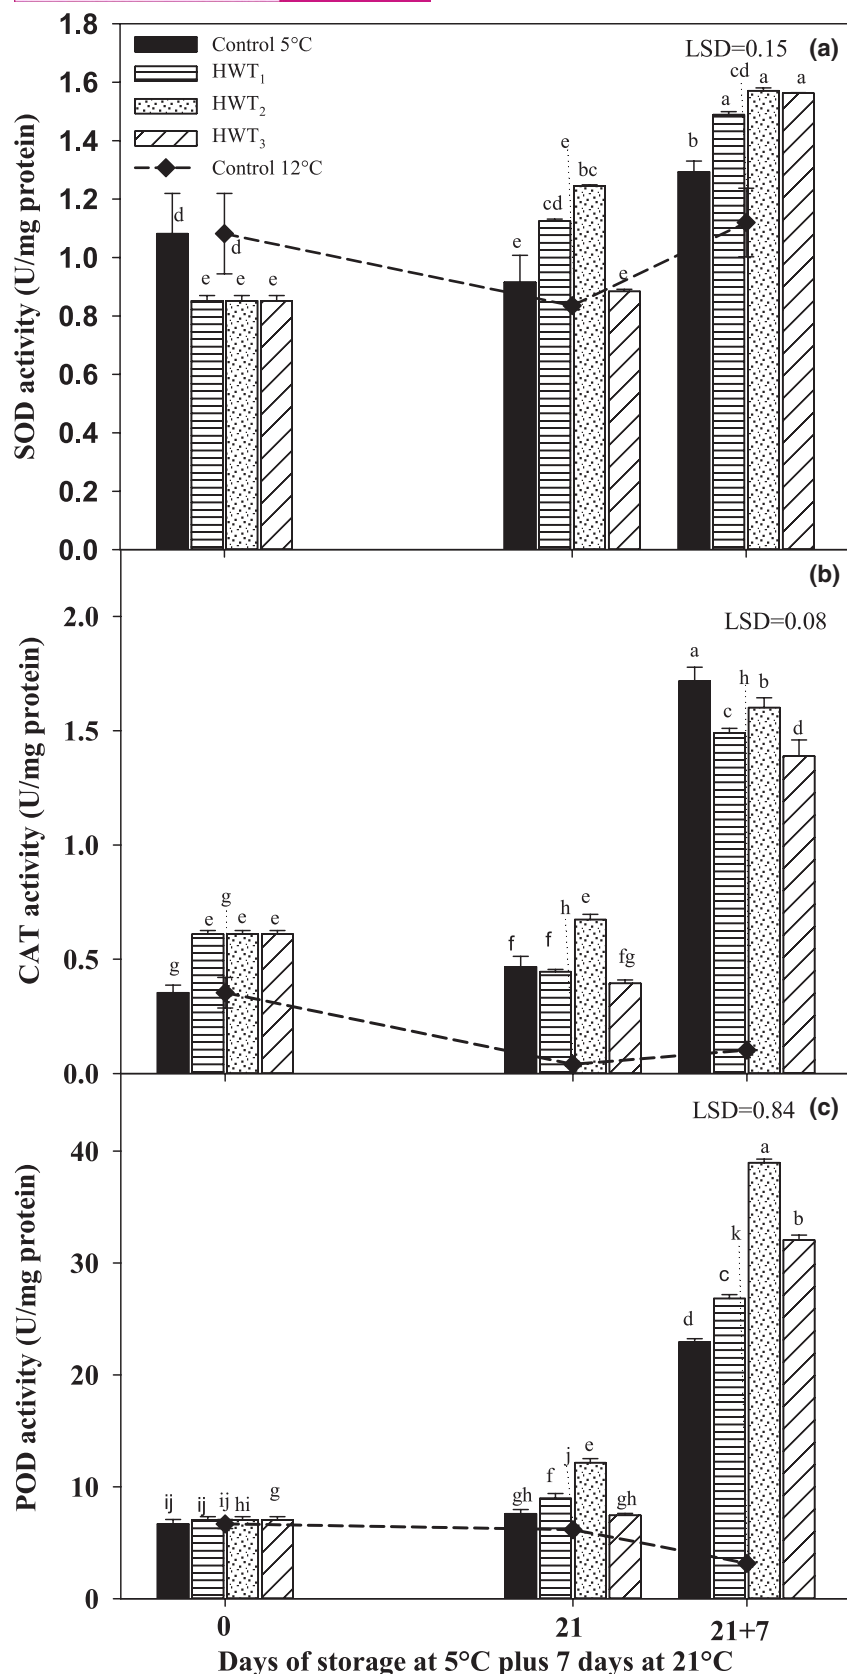 1.8
LSD=0.15 (a)
Control 5°C
HWT1
HWT2
HWT3
Control 12°C
1.6
1.4
1.2
1.0
0.8
0.6
0.4
0.2
0.0
SOD activity (U/mg protein)
d
d
e e e
e
cd
e
bc
e
b
a
cd
a
a
(b)
LSD=0.08
2.0
1.5
1.0
0.5
0.0
CAT activity (U/mg protein)
g
e
g
e
e
f
f
h
e
fg
a
c
h
b
d
LSD=0.84 (c)
40
30
20
10
0
POD activity (U/mg protein)
ij
ij
ij
hi
g
gh
f
j
e
gh
d
c
k
a
b
0 21 21+7
Days of storage at 5°C plus 7 days at 21°C